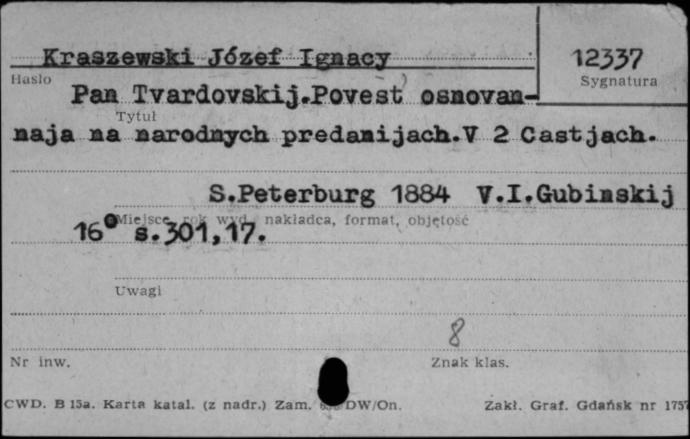 Kraszewski Józef Ignacy
12337
Hasło
Sygnatura
Pan Tvardovskij.Povest' osnovan-
Tytuł
naja na narodnych predanijach.V 2 Castjach.
S.Peterburg 1884 V.I.Gubinskij
Miejsce, rok wyd., nakładca, format, objętość
16° s.301,17.
Uwagi
8
Nr inw.
Znak klas.
CWD. B 15a. Karta katal. (z nadr.) Zam. DW/On.
Zakł. Graf. Gdańsk nr 1757